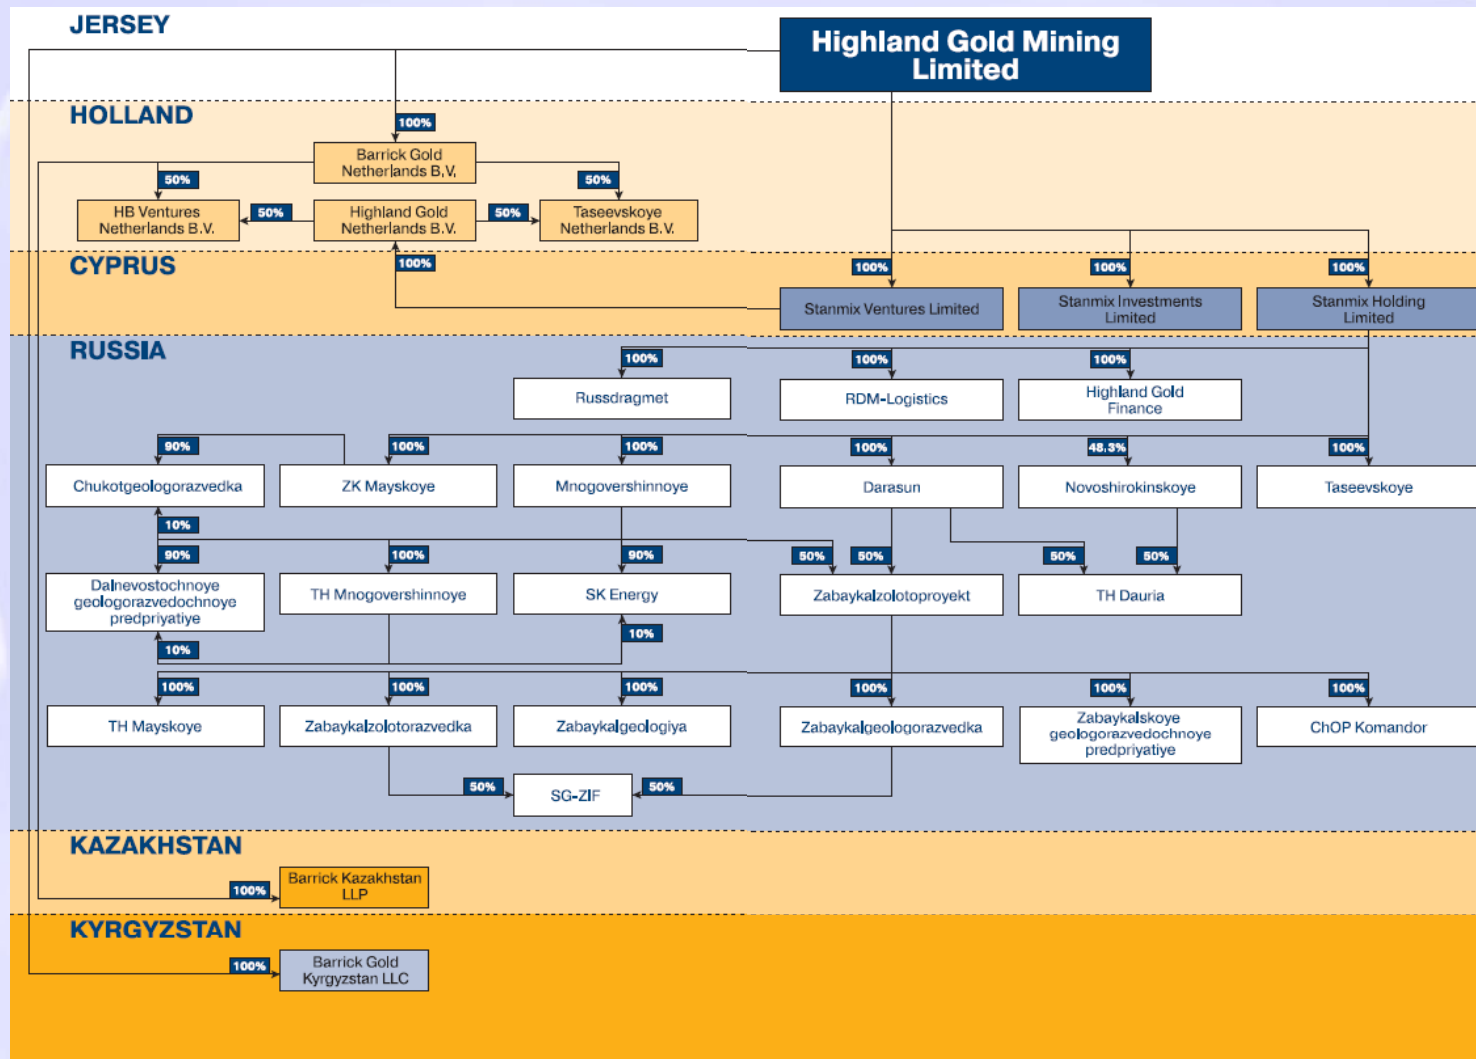 JERSEY
Highland Gold Mining
Limited
HOLLAND
100%
Barrick Gold
Netherlands B.V.
50%
50%
HB Ventures
Netherlands B.V.
50%
Highland Gold
Netherlands B.V.
50%
Taseevskoye
Netherlands B.V.
CYPRUS
100%
100%
100%
100%
Stanmix Ventures Limited
Stanmix Investments
Limited
Stanmix Holding
Limited
RUSSIA
100%
100%
100%
Russdragmet
RDM-Logistics
Highland Gold
Finance
90%
100%
100%
100%
48.3%
100%
Chukotgeologorazvedka
ZK Mayskoye
Mnogovershinnoye
Darasun
Novoshirokinskoye
Taseevskoye
10%
90%
100%
90%
50%
50%
50%
50%
Dalnevostochnoye
geologorazvedochnoye
predpriyatiye
TH Mnogovershinnoye
SK Energy
Zabaykalzolotoproyekt
TH Dauria
10%
10%
100%
100%
100%
100%
100%
100%
TH Mayskoye
Zabaykalzolotorazvedka
Zabaykalgeologiya
Zabaykalgeologorazvedka
Zabaykalskoye
geologorazvedochnoye
predpriyatiye
ChOP Komandor
50%
SG-ZIF
50%
KAZAKHSTAN
100%
Barrick Kazakhstan
LLP
KYRGYZSTAN
100%
Barrick Gold
Kyrgyzstan LLC